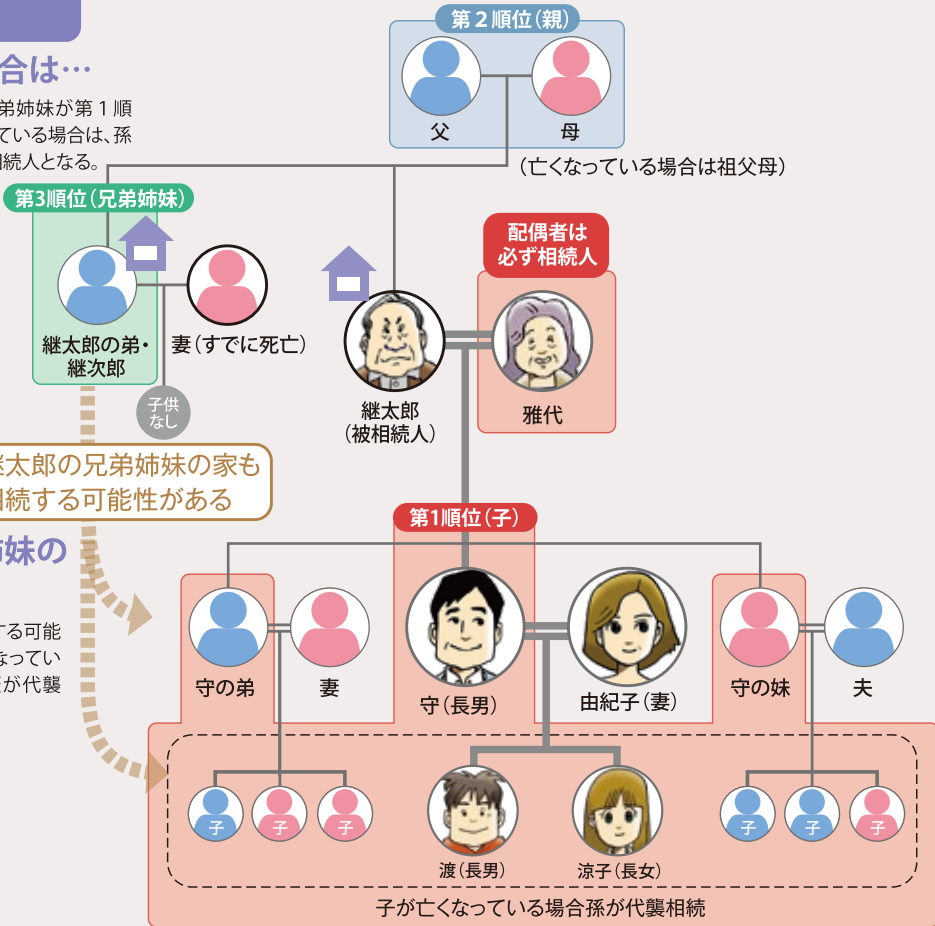 合は…
弟姉妹が第1順
ている場合は、孫
相続人となる。
第2順位(親)
父
母
(亡くなっている場合は祖父母)
第3順位(兄弟姉妹)
継太郎の弟・
継次郎
妻(すでに死亡)
子供
なし
配偶者は
必ず相続人
継太郎
(被相続人)
雅代
継太郎の兄弟姉妹の家も
相続する可能性がある
姉妹の
する可能
なってい
が代襲
第1順位(子)
守の弟
妻
守(長男)
由紀子(妻)
守の妹
夫
子
子
子
渡(長男)
涼子(長女)
子
子
子
子が亡くなっている場合孫が代襲相続